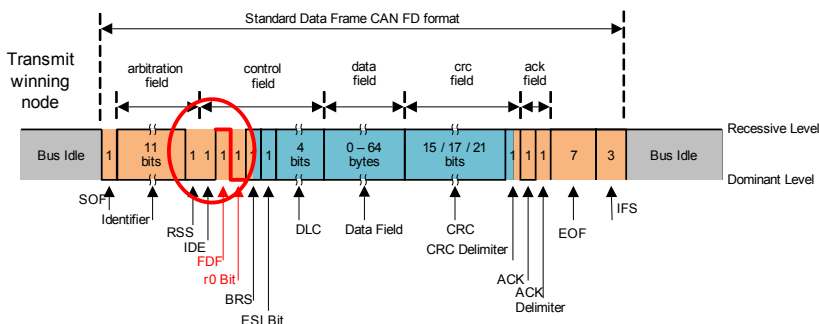 Standard Data Frame CAN FD format
Transmit
winning
node
arbitration
field
control
field
data
field
crc
field
ack
field
Recessive Level
Bus Idle
1
11
bits
1
1
1
1
1
1
4
bits
0 – 64
bytes
15 / 17 / 21
bits
1
1
1
7
3
Bus Idle
Dominant Level
SOF
Identifier
RSS
IDE
FDF
r0 Bit
BRS
ESI Bit
DLC
Data Field
CRC
CRC Delimiter
ACK
ACK
Delimiter
EOF
IFS